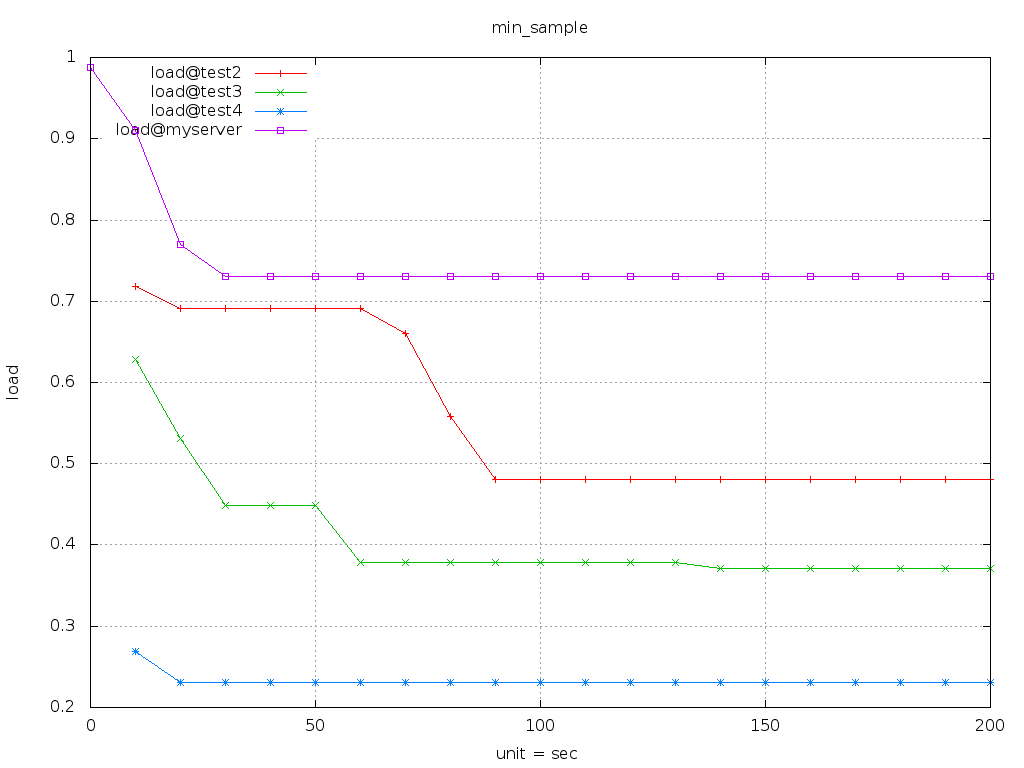 min_sample
load@test2
load@test3
load@test4
load@myserver
1
0.9
0.8
0.7
0.6
0.5
0.4
0.3
0.2
load
0 50 100 150 200
unit = sec